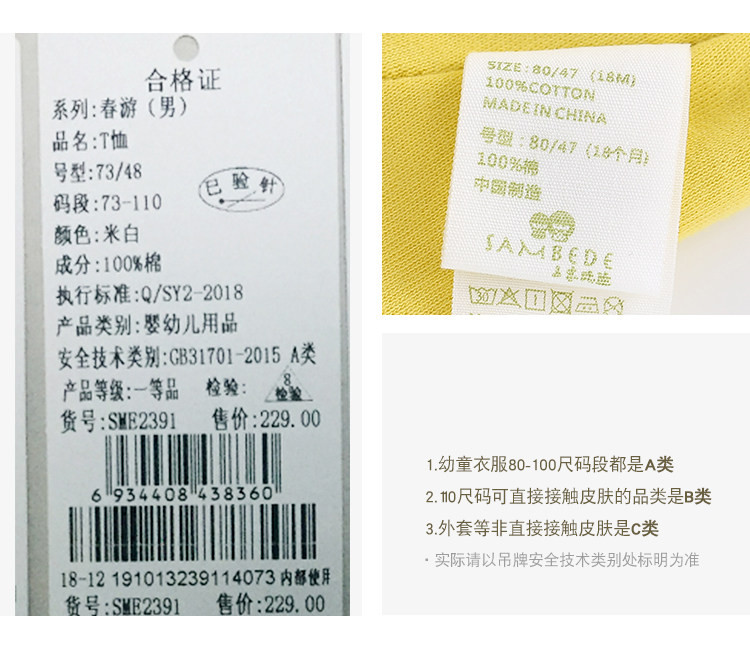 合格证
系列:春游（男）
品名:T恤
号型:73/48
码段:73-110
已验针
颜色:米白
成分:100%棉
执行标准:Q/SY2-2018
产品类别:婴幼儿用品
安全技术类别:GB31701-2015 A类
产品等级:一等品 检验: 8 检验
货号:SME2391 售价:229.00
6 934408 438360
18-12 191013239114073 内部使用
货号:SME2391 售价:229.00
SIZE:80/47 (18M)
100%COTTON
MADE IN CHINA
号型:80/47 (18个月)
100%棉
中国制造
SAMBEDE
30
1.幼童衣服80-100尺码段都是A类
2.110尺码可直接接触皮肤的品类是B类
3.外套等非直接接触皮肤是C类
·实际请以吊牌安全技术类别处标明为准